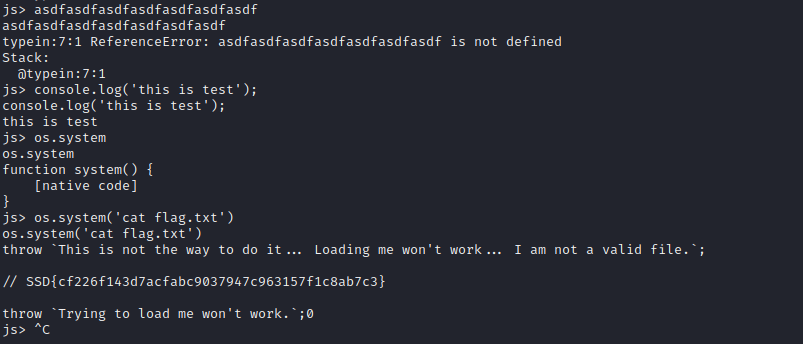 js> asdfasdfasdfasdfasdfasdfasdf
asdfasdfasdfasdfasdfasdfasdf
typein:7:1 ReferenceError: asdfasdfasdfasdfasdfasdfasdf is not defined
Stack:
  @typein:7:1
js> console.log('this is test');
console.log('this is test');
this is test
js> os.system
os.system
function system() {
    [native code]
}
js> os.system('cat flag.txt')
os.system('cat flag.txt')
throw `This is not the way to do it... Loading me won't work... I am not a valid file.`;

// SSD{cf226f143d7acfabc9037947c963157f1c8ab7c3}

throw `Trying to load me won't work.`;0
js> ^C